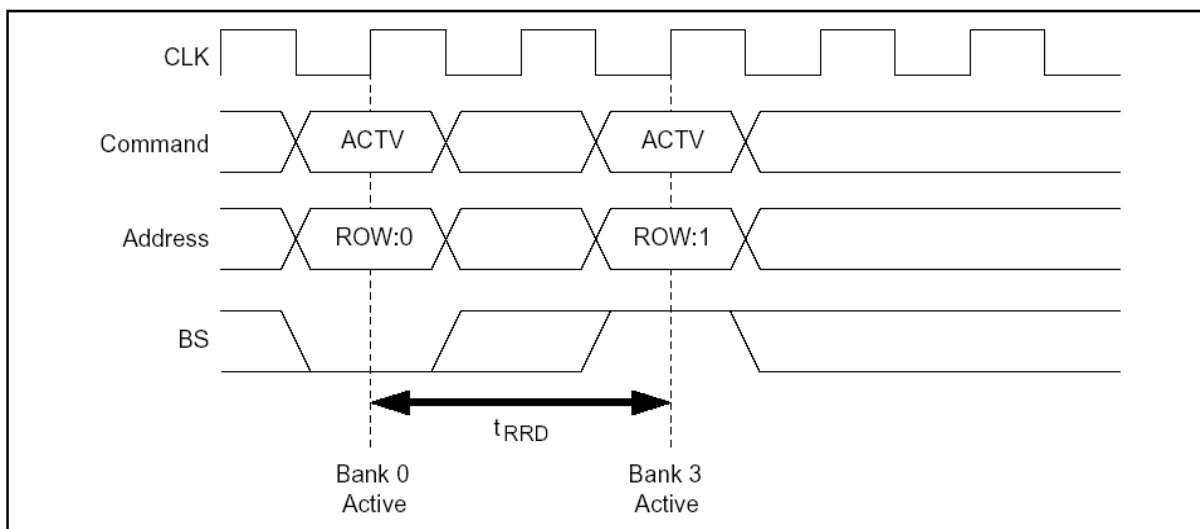 CLK
Command
ACTV
ACTV
Address
ROW:0
ROW:1
BS
tRRD
Bank 0
Active
Bank 3
Active